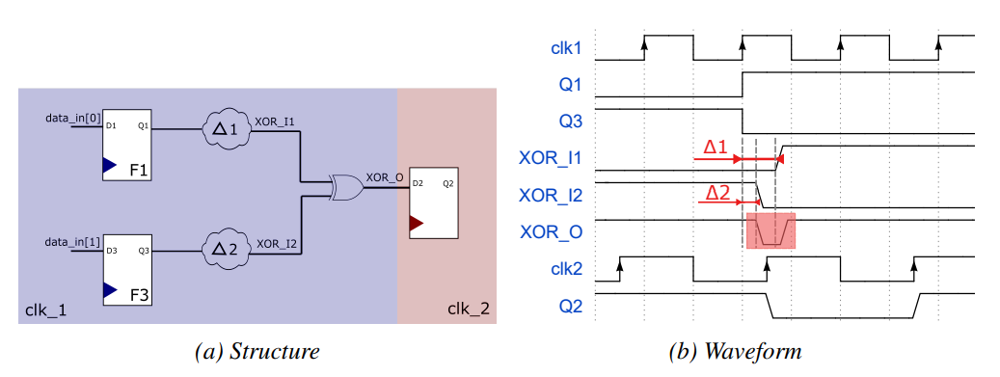 data_in[0]
D1
Q1
F1
Δ1
XOR_I1
XOR_O
D2
Q2
data_in[1]
D3
Q3
F3
Δ2
XOR_I2
clk_1
clk_2
(a) Structure
clk1
Q1
Q3
XOR_I1
Δ1
XOR_I2
Δ2
XOR_O
clk2
Q2
(b) Waveform